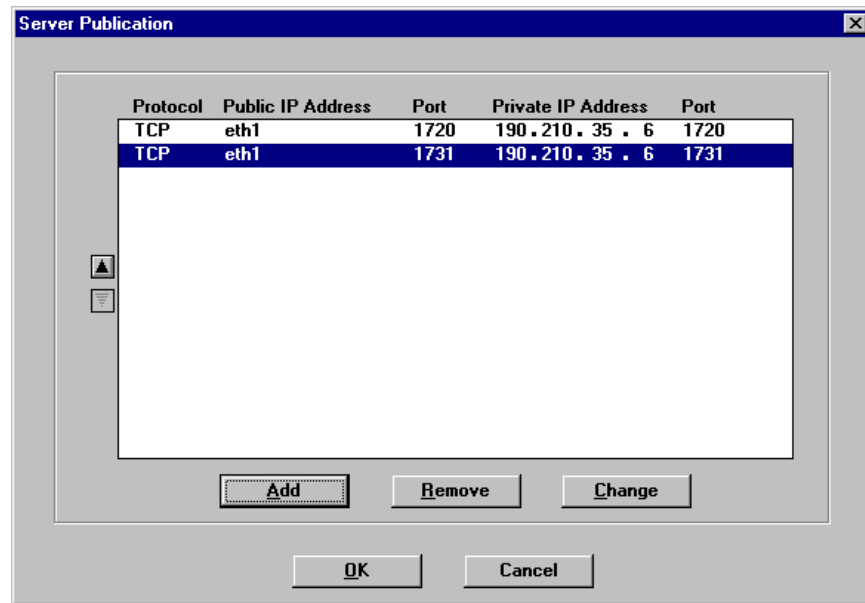 Server Publication
Protocol Public IP Address Port Private IP Address Port
TCP eth1 1720 190.210. 35 . 6 1720
TCP eth1 1731 190.210. 35 . 6 1731
Add Remove Change
OK Cancel